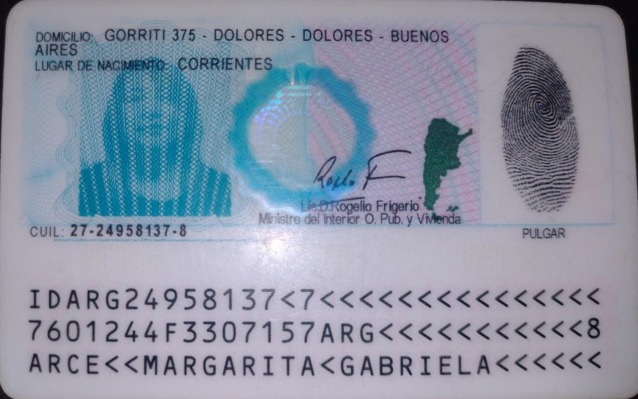 DOMICILIO: GORRITI 375 - DOLORES - DOLORES - BUENOS
AIRES
LUGAR DE NACIMIENTO: CORRIENTES
Lic.D.Rogelio Frigerio
Ministro del Interior O. Pub. y Vivienda
CUIL: 27-24958137-8
PULGAR
IDARG24958137<7<<<<<<<<<<<<<<<
7601244F3307157ARG<<<<<<<<<<<8
ARCE<<MARGARITA<GABRIELA<<<<<<